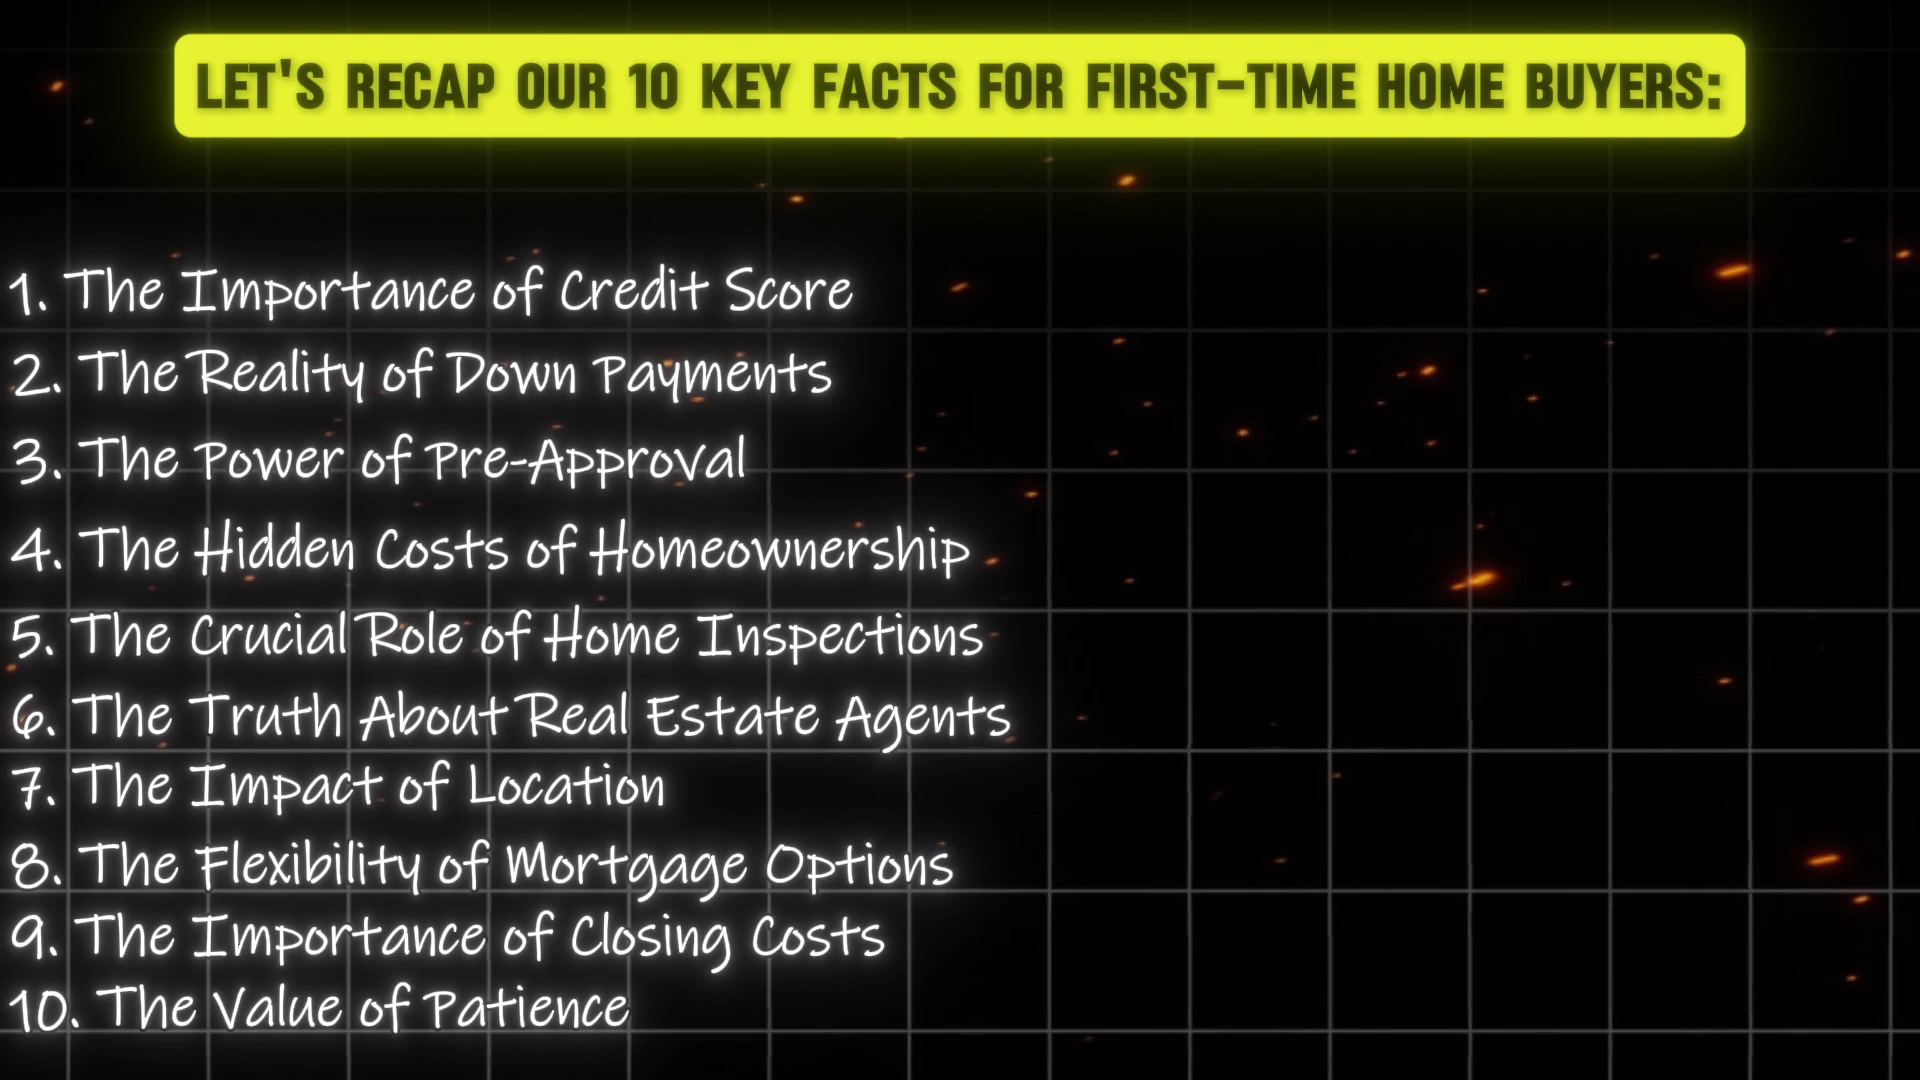 LET'S RECAP OUR 10 KEY FACTS FOR FIRST-TIME HOME BUYERS:
1. The Importance of Credit Score
2. The Reality of Down Payments
3. The Power of Pre-Approval
4. The Hidden Costs of Homeownership
5. The Crucial Role of Home Inspections
6. The Truth About Real Estate Agents
7. The Impact of Location
8. The Flexibility of Mortgage Options
9. The Importance of Closing Costs
10. The Value of Patience